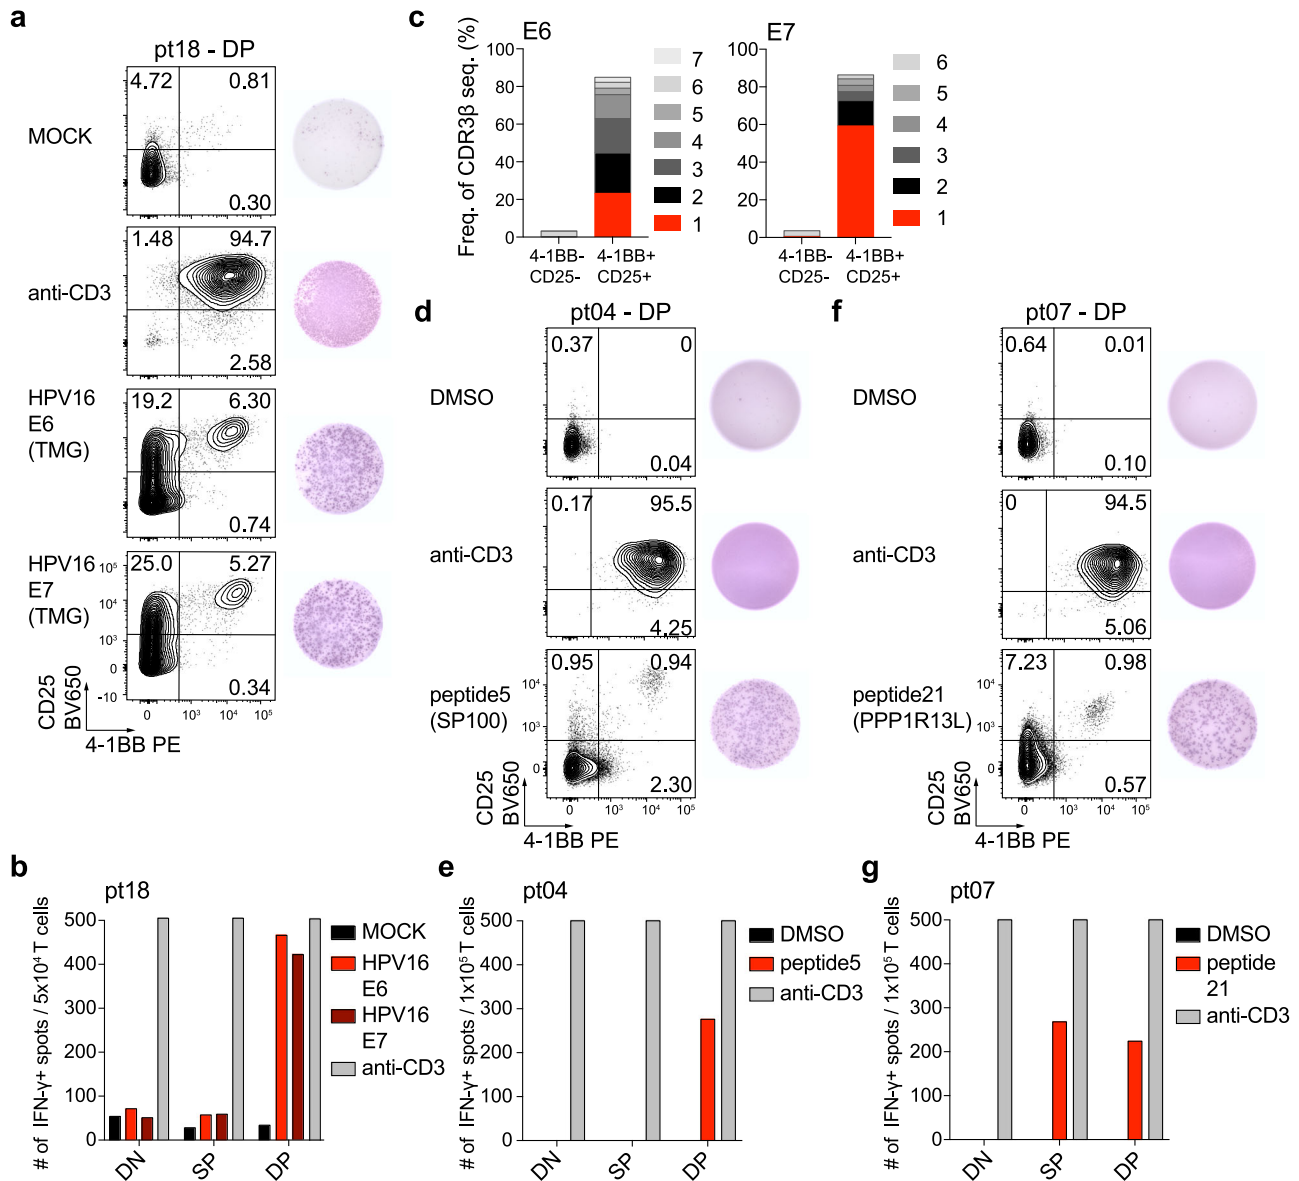 a
pt18 - DP
MOCK
4.72
0.81
0.30
anti-CD3
1.48
94.7
2.58
HPV16
E6
(TMG)
19.2
6.30
0.74
HPV16
E7
(TMG)
25.0
5.27
0.34
10⁵
10⁴
10³
0
-10
0
10³
10⁴
10⁵
CD25
BV650
4-1BB PE
c
E6
Freq. of CDR3β seq. (%)
100
80
60
40
20
0
4-1BB-
CD25-
4-1BB+
CD25+
7
6
5
4
3
2
1
E7
100
80
60
40
20
0
4-1BB-
CD25-
4-1BB+
CD25+
6
5
4
3
2
1
d
pt04 - DP
DMSO
0.37
0
0.04
anti-CD3
0.17
95.5
4.25
peptide5
(SP100)
0.95
0.94
2.30
10⁴
10³
0
0
10³
10⁴
10⁵
CD25
BV650
4-1BB PE
f
pt07 - DP
DMSO
0.64
0.01
0.10
anti-CD3
0
94.5
5.06
peptide21
(PPP1R13L)
7.23
0.98
0.57
10⁴
10³
0
0
10³
10⁴
10⁵
CD25
BV650
4-1BB PE
b
pt18
# of IFN-γ+ spots / 5x10⁴ T cells
500
400
300
200
100
0
DN
SP
DP
MOCK
HPV16
E6
HPV16
E7
anti-CD3
e
pt04
# of IFN-γ+ spots / 1x10⁵ T cells
500
400
300
200
100
0
DN
SP
DP
DMSO
peptide5
anti-CD3
g
pt07
# of IFN-γ+ spots / 1x10⁵ T cells
500
400
300
200
100
0
DN
SP
DP
DMSO
peptide
21
anti-CD3